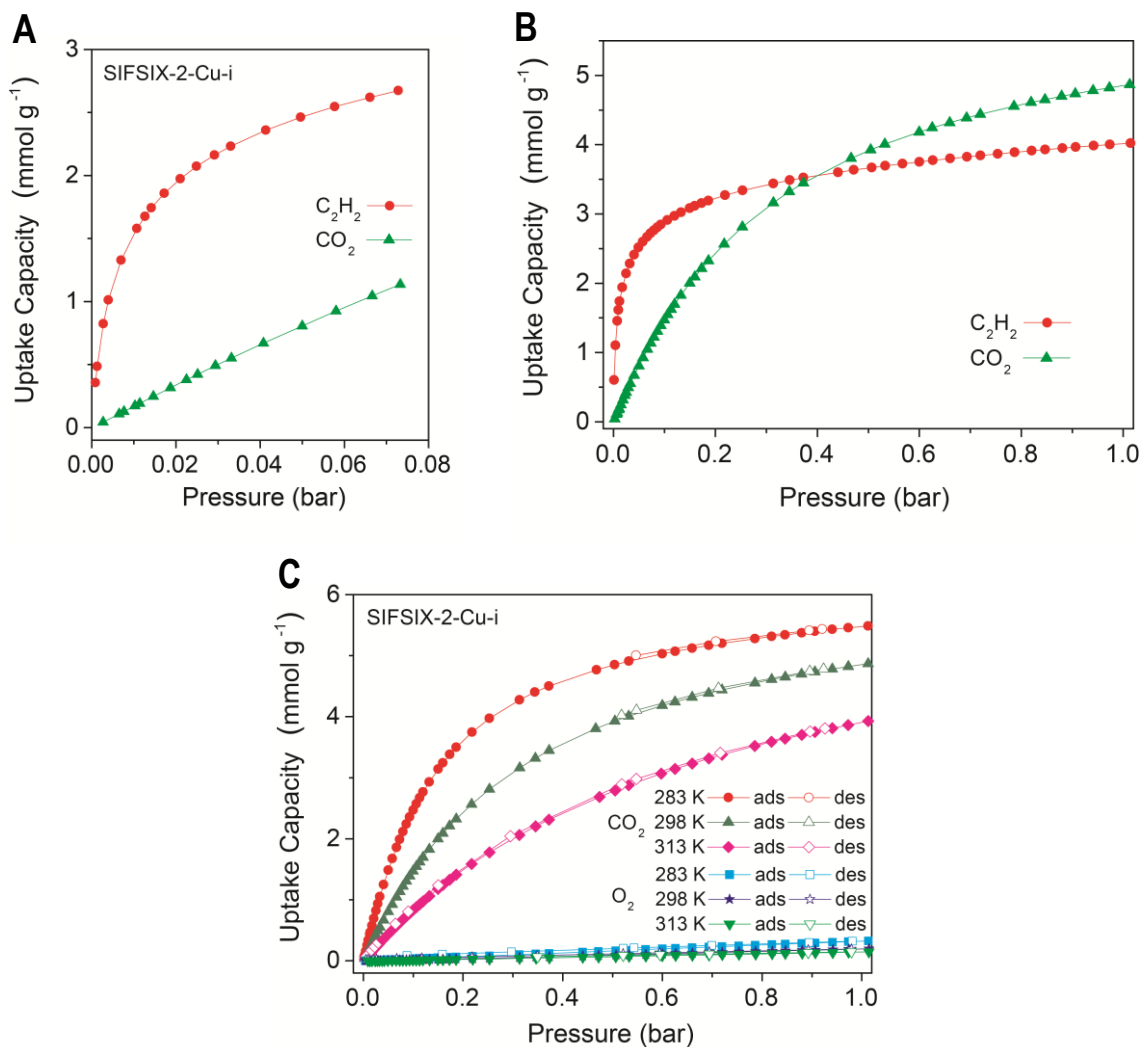 A
SIFSIX-2-Cu-i
Uptake Capacity (mmol g⁻¹)
3
2
1
0
C₂H₂
CO₂
0.00 0.02 0.04 0.06 0.08
Pressure (bar)
B
Uptake Capacity (mmol g⁻¹)
5
4
3
2
1
0
C₂H₂
CO₂
0.0 0.2 0.4 0.6 0.8 1.0
Pressure (bar)
C
SIFSIX-2-Cu-i
Uptake Capacity (mmol g⁻¹)
6
4
2
0
CO₂
283 K ads des
298 K ads des
313 K ads des
O₂
283 K ads des
298 K ads des
313 K ads des
0.0 0.2 0.4 0.6 0.8 1.0
Pressure (bar)